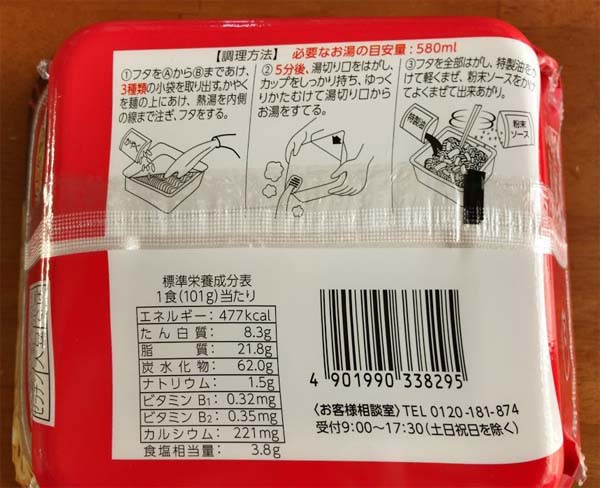 【調理方法】 必要なお湯の目安量：580ml
①フタをⒶからⒷまであけ、
3種類の小袋を取り出す。かやく
を麺の上にあけ、熱湯を内側
の線まで注ぎ、フタをする。
②5分後、湯切り口をはがし、
カップをしっかり持ち、ゆっく
りかたむけて湯切り口から
お湯をすてる。
③フタを全部はがし、特製油を
けて軽くまぜ、粉末ソースをかけ
てよくまぜて出来あがり。
かやく
特製油
粉末
ソース
標準栄養成分表
1食(101g)当たり
エネルギー：477kcal
たん白質：8.3g
脂質：21.8g
炭水化物：62.0g
ナトリウム：1.5g
ビタミンB1：0.32mg
ビタミンB2：0.35mg
カルシウム：221mg
食塩相当量：3.8g
4 901990 338295
〈お客様相談室〉TEL 0120-181-874
受付9:00～17:30(土日祝日を除く)